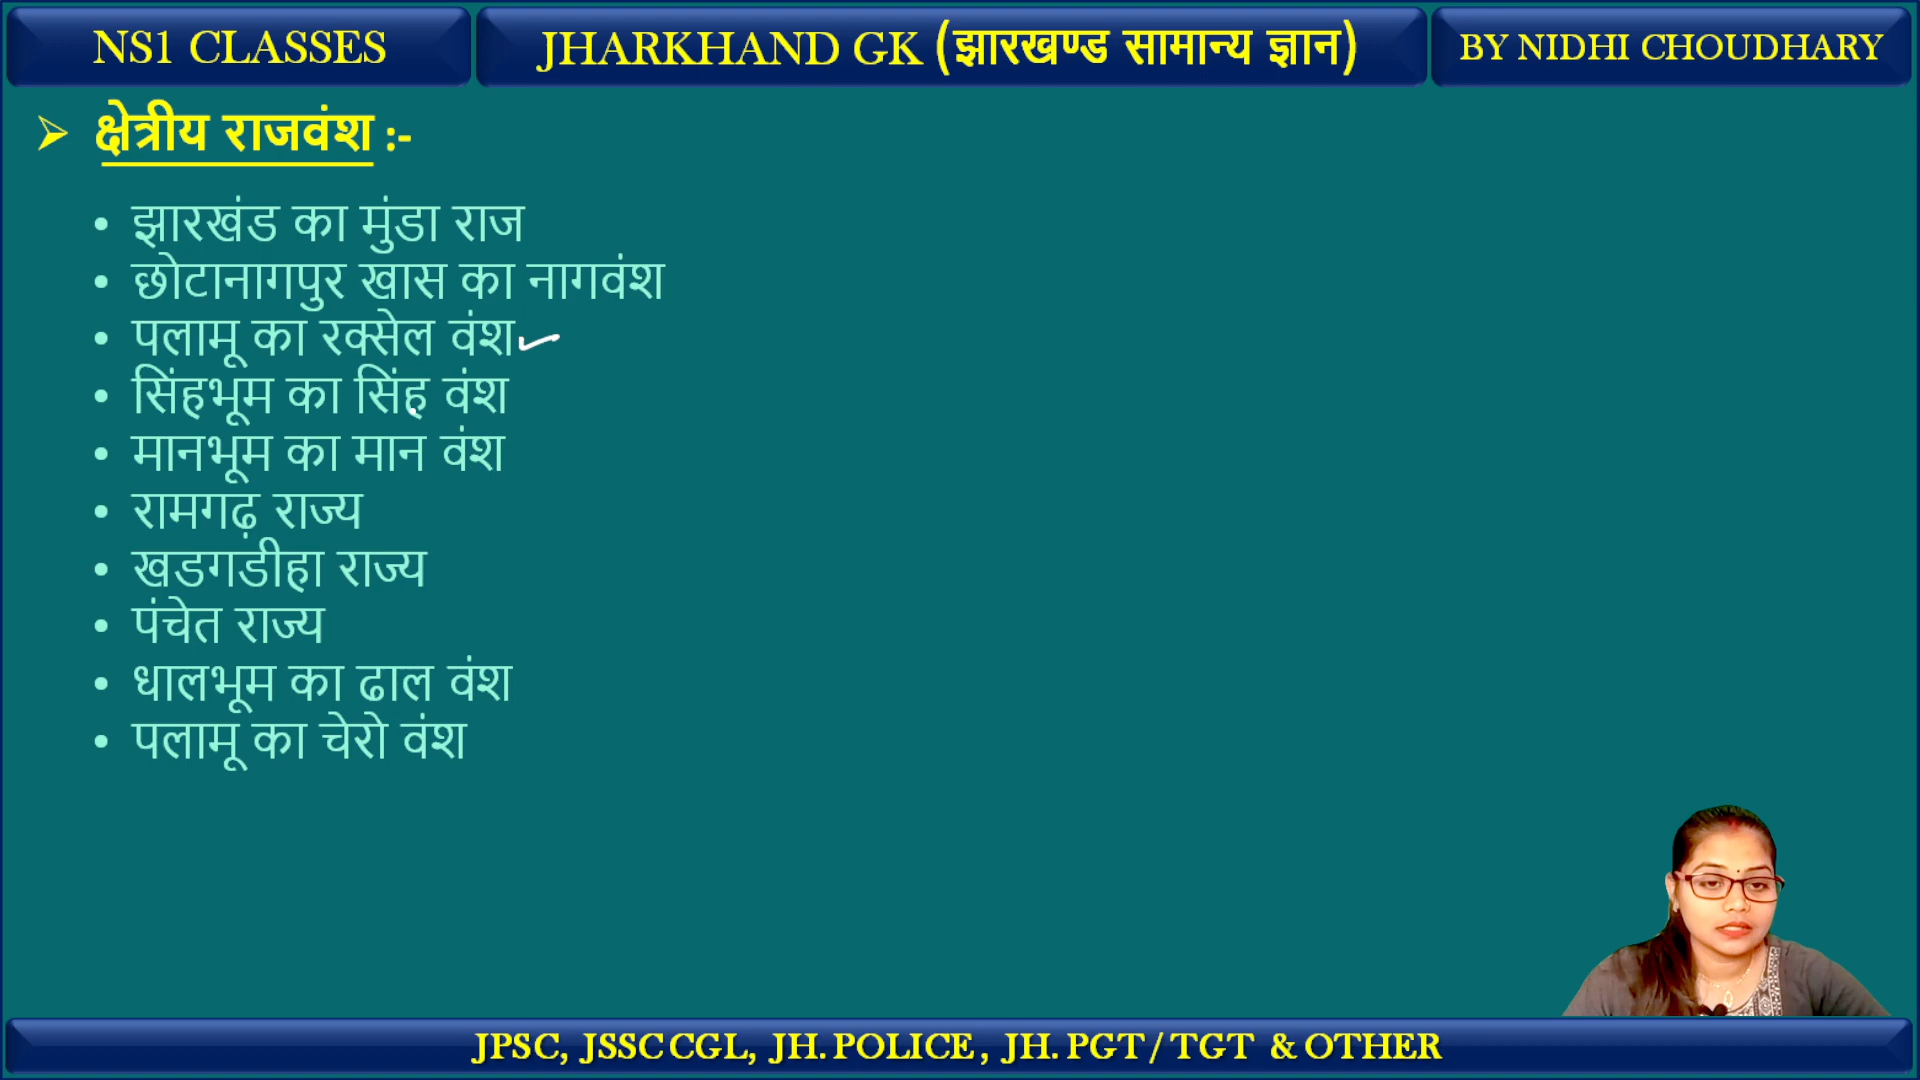 NS1 CLASSES
JHARKHAND GK (झारखण्ड सामान्य ज्ञान)
BY NIDHI CHOUDHARY
➢ क्षेत्रीय राजवंश :-
• झारखंड का मुंडा राज
• छोटानागपुर खास का नागवंश
• पलामू का रक्सेल वंश
• सिंहभूम का सिंह वंश
• मानभूम का मान वंश
• रामगढ़ राज्य
• खडगडीहा राज्य
• पंचेत राज्य
• धालभूम का ढाल वंश
• पलामू का चेरो वंश
JPSC, JSSC CGL, JH. POLICE, JH. PGT / TGT & OTHER